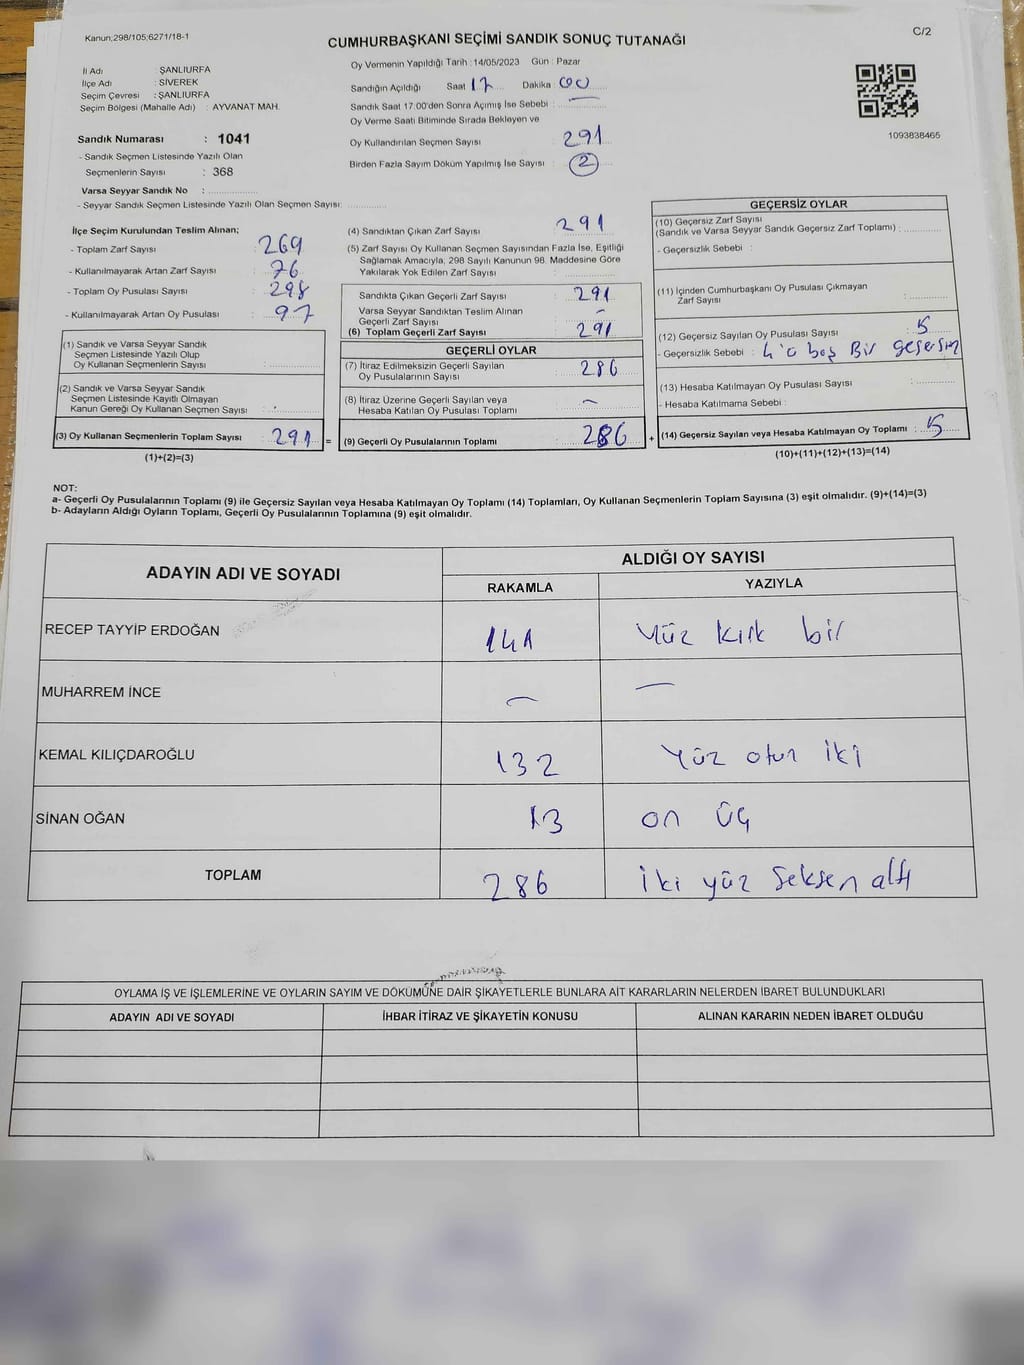 Kanun;298/105;6271/18-1
C/2
CUMHURBAŞKANI SEÇİMİ SANDIK SONUÇ TUTANAĞI
İl Adı : ŞANLIURFA
İlçe Adı : SİVEREK
Seçim Çevresi : ŞANLIURFA
Seçim Bölgesi (Mahalle Adı) : AYVANAT MAH.
Sandık Numarası : 1041
- Sandık Seçmen Listesinde Yazılı Olan
Seçmenlerin Sayısı : 368
Varsa Seyyar Sandık No :
- Seyyar Sandık Seçmen Listesinde Yazılı Olan Seçmen Sayısı:
Oy Vermenin Yapıldığı Tarih : 14/05/2023 Gün : Pazar
Sandığın Açıldığı Saat 17 Dakika 00
Sandık Saat 17:00'den Sonra Açımış İse Sebebi :
Oy Verme Saati Bitiminde Sırada Bekleyen ve
Oy Kullandırılan Seçmen Sayısı : 291
Birden Fazla Sayım Döküm Yapılmış İse Sayısı : 2
1093838465
İlçe Seçim Kurulundan Teslim Alınan;
- Toplam Zarf Sayısı : 269
- Kullanılmayarak Artan Zarf Sayısı : 76
- Toplam Oy Pusulası Sayısı : 298
- Kullanılmayarak Artan Oy Pusulası : 97
(1) Sandık ve Varsa Seyyar Sandık
Seçmen Listesinde Yazılı Olup
Oy Kullanan Seçmenlerin Sayısı :
(2) Sandık ve Varsa Seyyar Sandık
Seçmen Listesinde Kayıtlı Olmayan
Kanun Gereği Oy Kullanan Seçmen Sayısı :
(3) Oy Kullanan Seçmenlerin Toplam Sayısı : 291 =
(1)+(2)=(3)
(4) Sandıktan Çıkan Zarf Sayısı : 291
(5) Zarf Sayısı Oy Kullanan Seçmen Sayısından Fazla İse, Eşitliği
Sağlamak Amacıyla, 298 Sayılı Kanunun 98. Maddesine Göre
Yakılarak Yok Edilen Zarf Sayısı :
Sandıkta Çıkan Geçerli Zarf Sayısı : 291
Varsa Seyyar Sandıktan Teslim Alınan
Geçerli Zarf Sayısı : -
(6) Toplam Geçerli Zarf Sayısı : 291
GEÇERLİ OYLAR
(7) İtiraz Edilmeksizin Geçerli Sayılan
Oy Pusulalarının Sayısı : 286
(8) İtiraz Üzerine Geçerli Sayılan veya
Hesaba Katılan Oy Pusulası Toplamı : -
(9) Geçerli Oy Pusulalarının Toplamı : 286 +
GEÇERSİZ OYLAR
(10) Geçersiz Zarf Sayısı
(Sandık ve Varsa Seyyar Sandık Geçersiz Zarf Toplamı) :
- Geçersizlik Sebebi :
(11) İçinden Cumhurbaşkanı Oy Pusulası Çıkmayan
Zarf Sayısı :
(12) Geçersiz Sayılan Oy Pusulası Sayısı : 5
- Geçersizlik Sebebi : 4'ü boş Bir geçersiz
(13) Hesaba Katılmayan Oy Pusulası Sayısı :
- Hesaba Katılmama Sebebi :
(14) Geçersiz Sayılan veya Hesaba Katılmayan Oy Toplamı : 5
(10)+(11)+(12)+(13)=(14)
NOT:
a- Geçerli Oy Pusulalarının Toplamı (9) ile Geçersiz Sayılan veya Hesaba Katılmayan Oy Toplamı (14) Toplamları, Oy Kullanan Seçmenlerin Toplam Sayısına (3) eşit olmalıdır. (9)+(14)=(3)
b- Adayların Aldığı Oyların Toplamı, Geçerli Oy Pusulalarının Toplamına (9) eşit olmalıdır.
ADAYIN ADI VE SOYADI ALDIĞI OY SAYISI
RAKAMLA YAZIYLA
RECEP TAYYİP ERDOĞAN 141 Yüz kırk bir
MUHARREM İNCE - -
KEMAL KILIÇDAROĞLU 132 Yüz otuz iki
SİNAN OĞAN 13 on üç
TOPLAM 286 İki yüz seksen altı
OYLAMA İŞ VE İŞLEMLERİNE VE OYLARIN SAYIM VE DÖKÜMÜNE DAİR ŞİKAYETLERLE BUNLARA AİT KARARLARIN NELERDEN İBARET BULUNDUKLARI
ADAYIN ADI VE SOYADI İHBAR İTİRAZ VE ŞİKAYETİN KONUSU ALINAN KARARIN NEDEN İBARET OLDUĞU